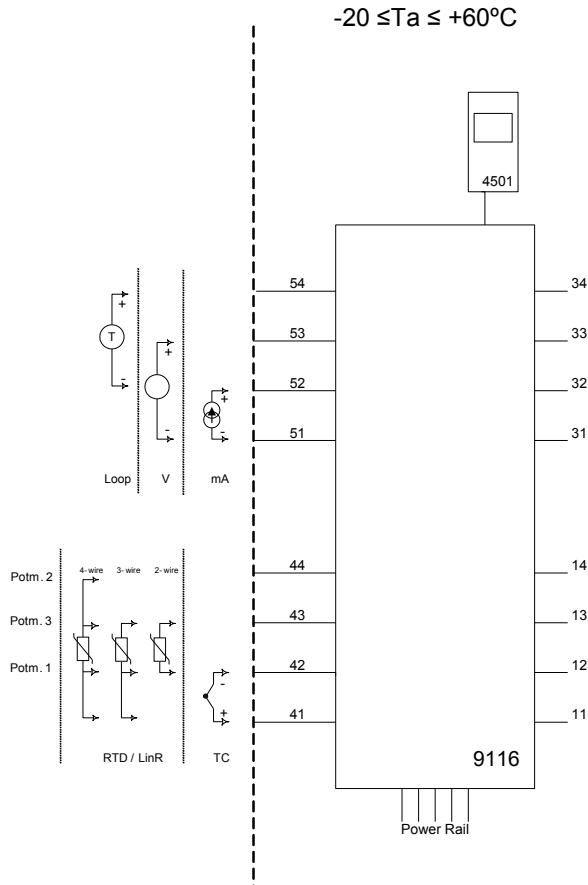 -20 ≤Ta ≤ +60ºC
4501
54 34
+
T
53 33
+
52 32
-
+
51 31
-
-
Loop V mA
4-wire 3-wire 2-wire
44 14
Potm. 2
43 13
Potm. 3
42 12
Potm. 1
-
+
41 11
RTD / LinR TC
9116
Power Rail